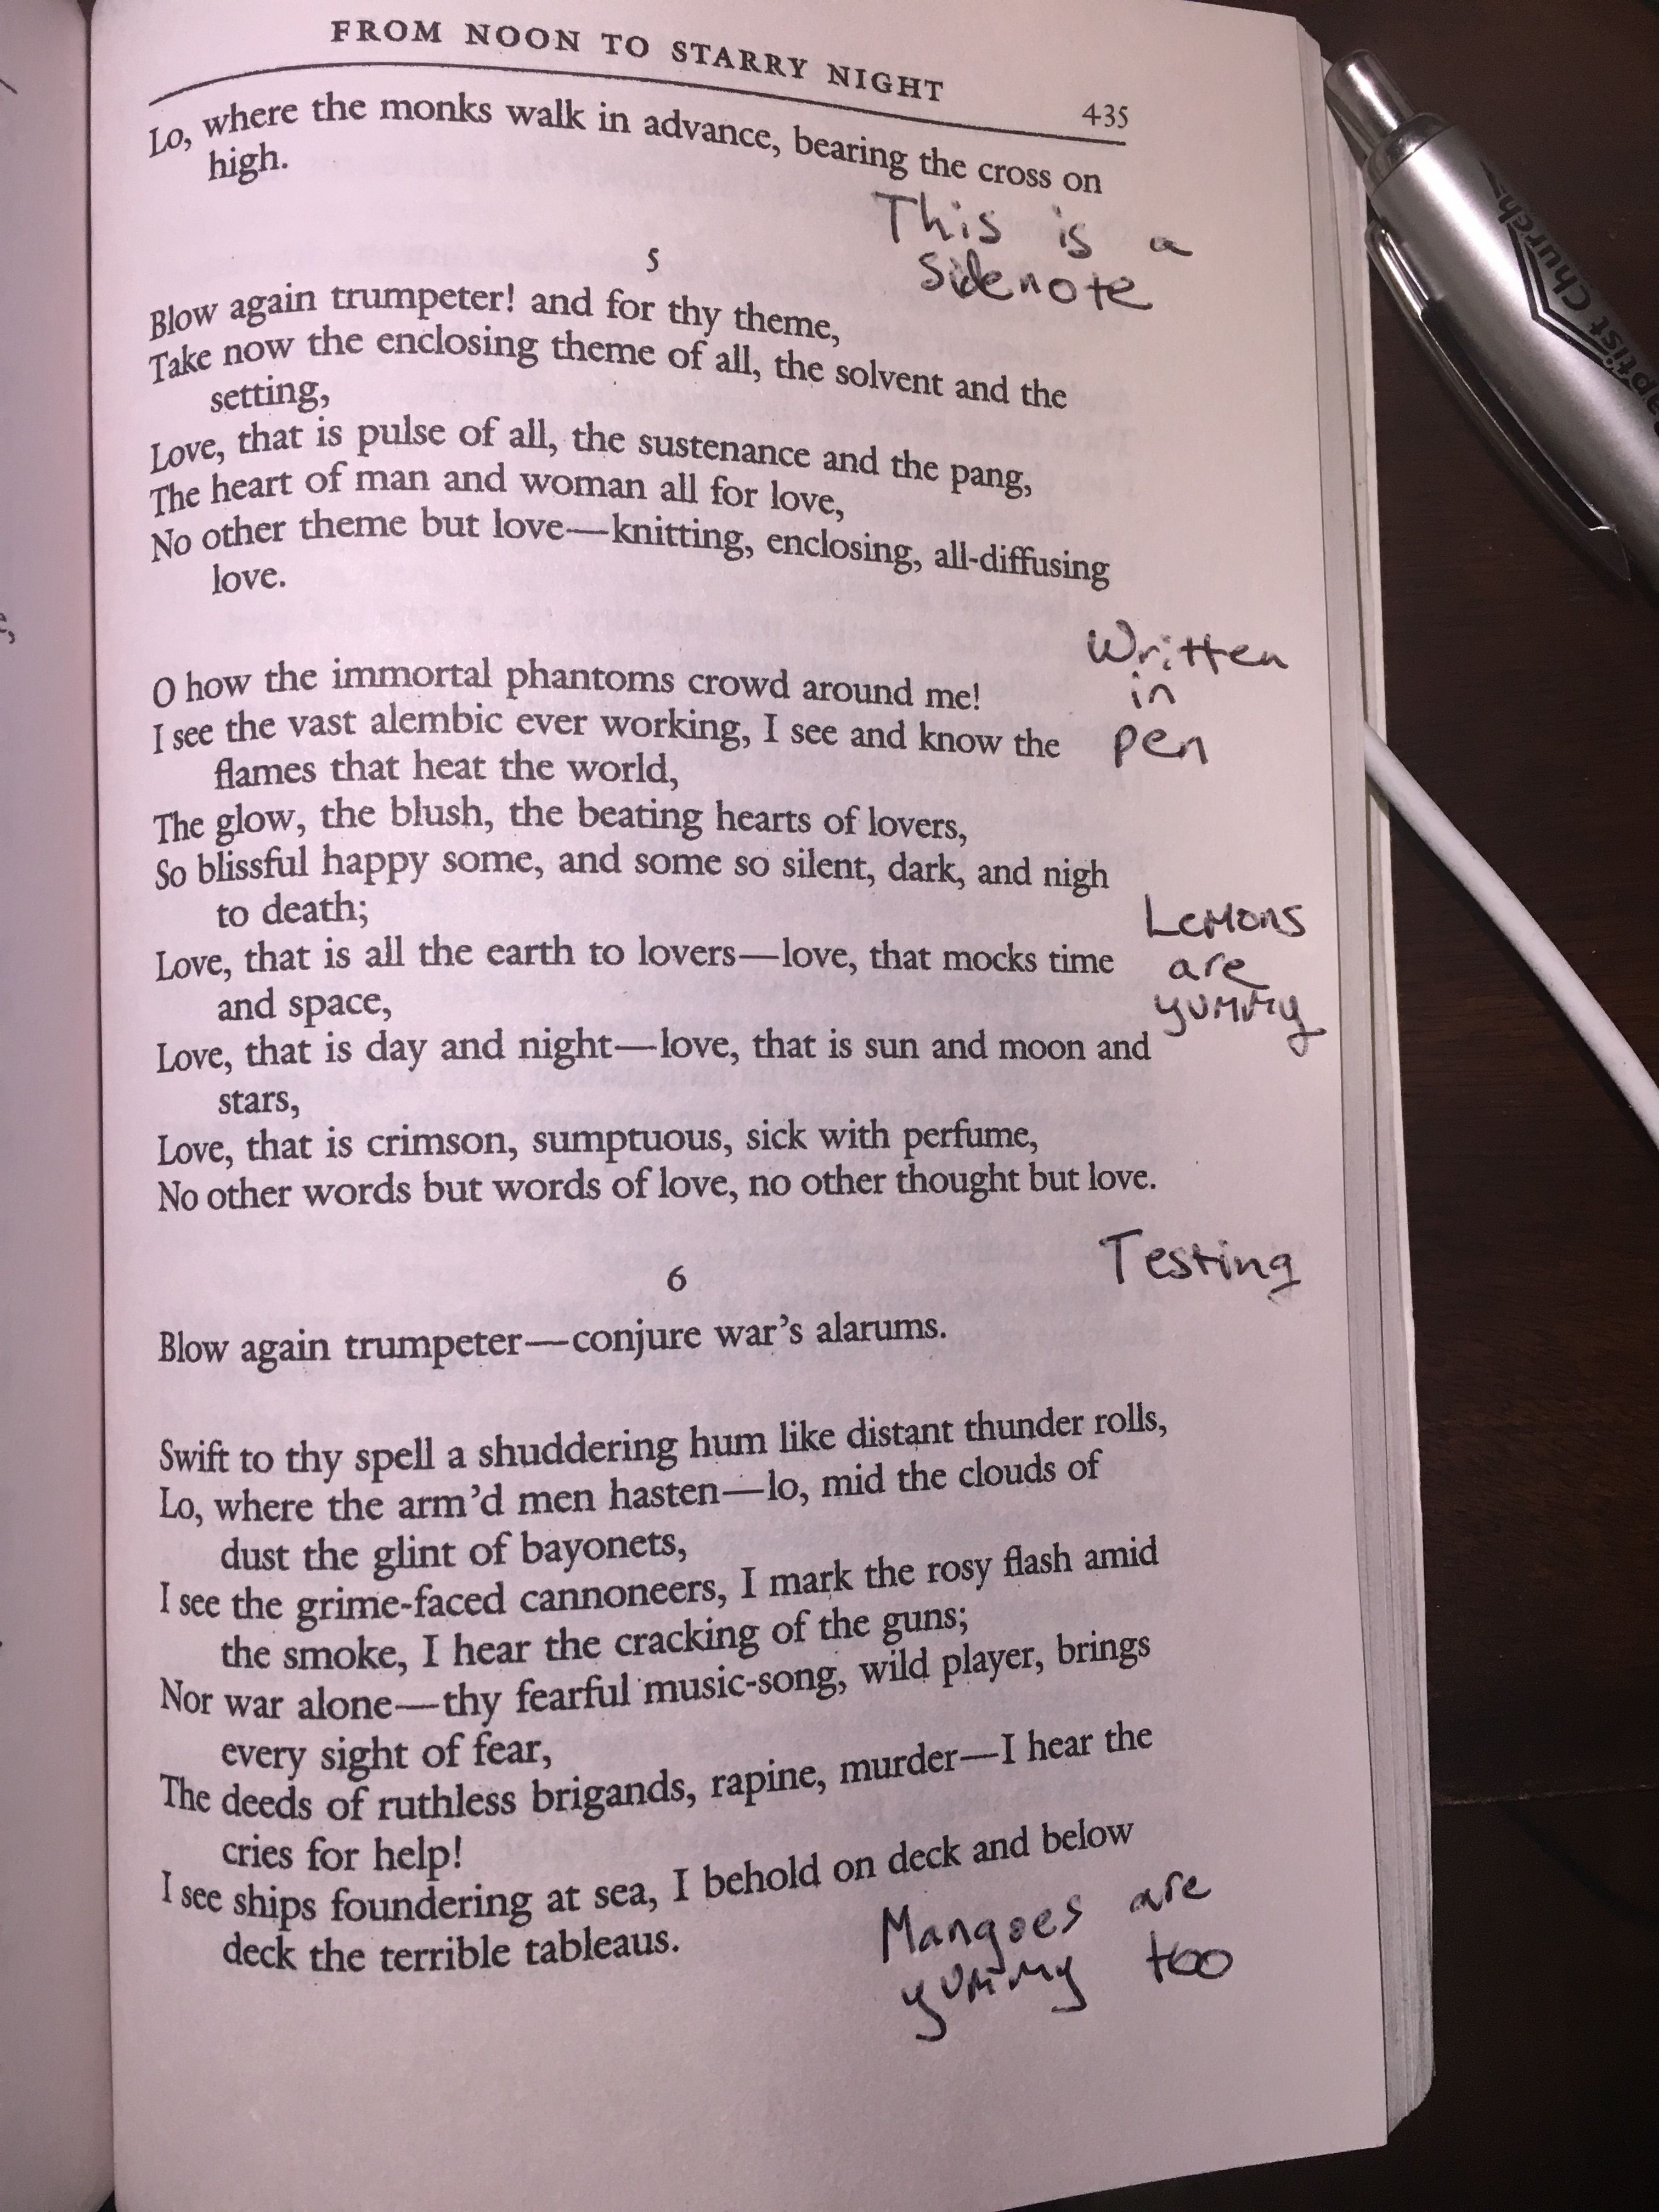 FROM NOON TO STARRY NIGHT
435
Lo, where the monks walk in advance, bearing the cross on
high.
This is a
sidenote
5
Blow again trumpeter! and for thy theme,
Take now the enclosing theme of all, the solvent and the
setting,
Love, that is pulse of all, the sustenance and the pang,
The heart of man and woman all for love,
No other theme but love—knitting, enclosing, all-diffusing
love.
Written
in
pen
O how the immortal phantoms crowd around me!
I see the vast alembic ever working, I see and know the
flames that heat the world,
The glow, the blush, the beating hearts of lovers,
So blissful happy some, and some so silent, dark, and nigh
to death;
Lemons
are
yummy
Love, that is all the earth to lovers—love, that mocks time
and space,
Love, that is day and night—love, that is sun and moon and
stars,
Love, that is crimson, sumptuous, sick with perfume,
No other words but words of love, no other thought but love.
Testing
6
Blow again trumpeter—conjure war's alarums.
Swift to thy spell a shuddering hum like distant thunder rolls,
Lo, where the arm'd men hasten—lo, mid the clouds of
dust the glint of bayonets,
I see the grime-faced cannoneers, I mark the rosy flash amid
the smoke, I hear the cracking of the guns;
Nor war alone—thy fearful music-song, wild player, brings
every sight of fear,
The deeds of ruthless brigands, rapine, murder—I hear the
cries for help!
I see ships foundering at sea, I behold on deck and below
deck the terrible tableaus.
Mangoes are
yummy too
Church